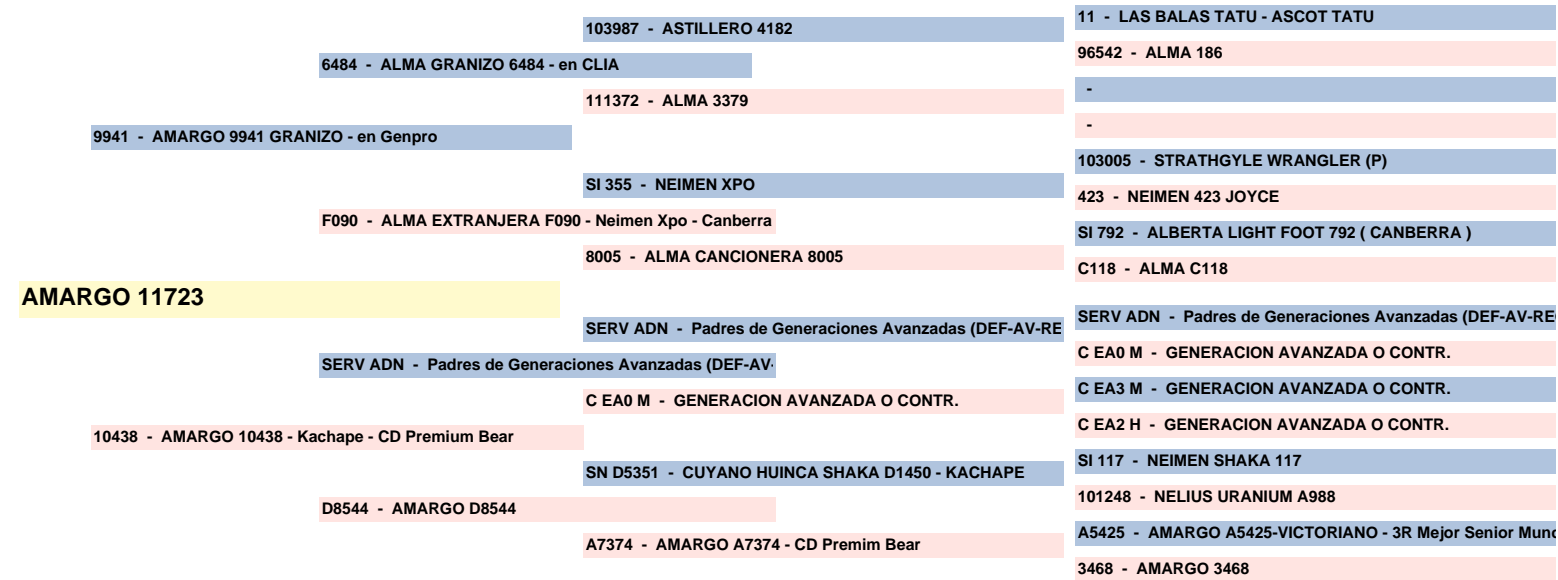 103987 - ASTILLERO 4182
11 - LAS BALAS TATU - ASCOT TATU
96542 - ALMA 186
6484 - ALMA GRANIZO 6484 - en CLIA
111372 - ALMA 3379
-
-
9941 - AMARGO 9941 GRANIZO - en Genpro
SI 355 - NEIMEN XPO
103005 - STRATHGYLE WRANGLER (P)
423 - NEIMEN 423 JOYCE
F090 - ALMA EXTRANJERA F090 - Neimen Xpo - Canberra
8005 - ALMA CANCIONERA 8005
SI 792 - ALBERTA LIGHT FOOT 792 ( CANBERRA )
C118 - ALMA C118
AMARGO 11723
SERV ADN - Padres de Generaciones Avanzadas (DEF-AV-RE
SERV ADN - Padres de Generaciones Avanzadas (DEF-AV-RE
C EA0 M - GENERACION AVANZADA O CONTR.
SERV ADN - Padres de Generaciones Avanzadas (DEF-AV-
C EA0 M - GENERACION AVANZADA O CONTR.
C EA3 M - GENERACION AVANZADA O CONTR.
C EA2 H - GENERACION AVANZADA O CONTR.
10438 - AMARGO 10438 - Kachape - CD Premium Bear
SN D5351 - CUYANO HUINCA SHAKA D1450 - KACHAPE
SI 117 - NEIMEN SHAKA 117
101248 - NELIUS URANIUM A988
D8544 - AMARGO D8544
A7374 - AMARGO A7374 - CD Premim Bear
A5425 - AMARGO A5425-VICTORIANO - 3R Mejor Senior Mund
3468 - AMARGO 3468